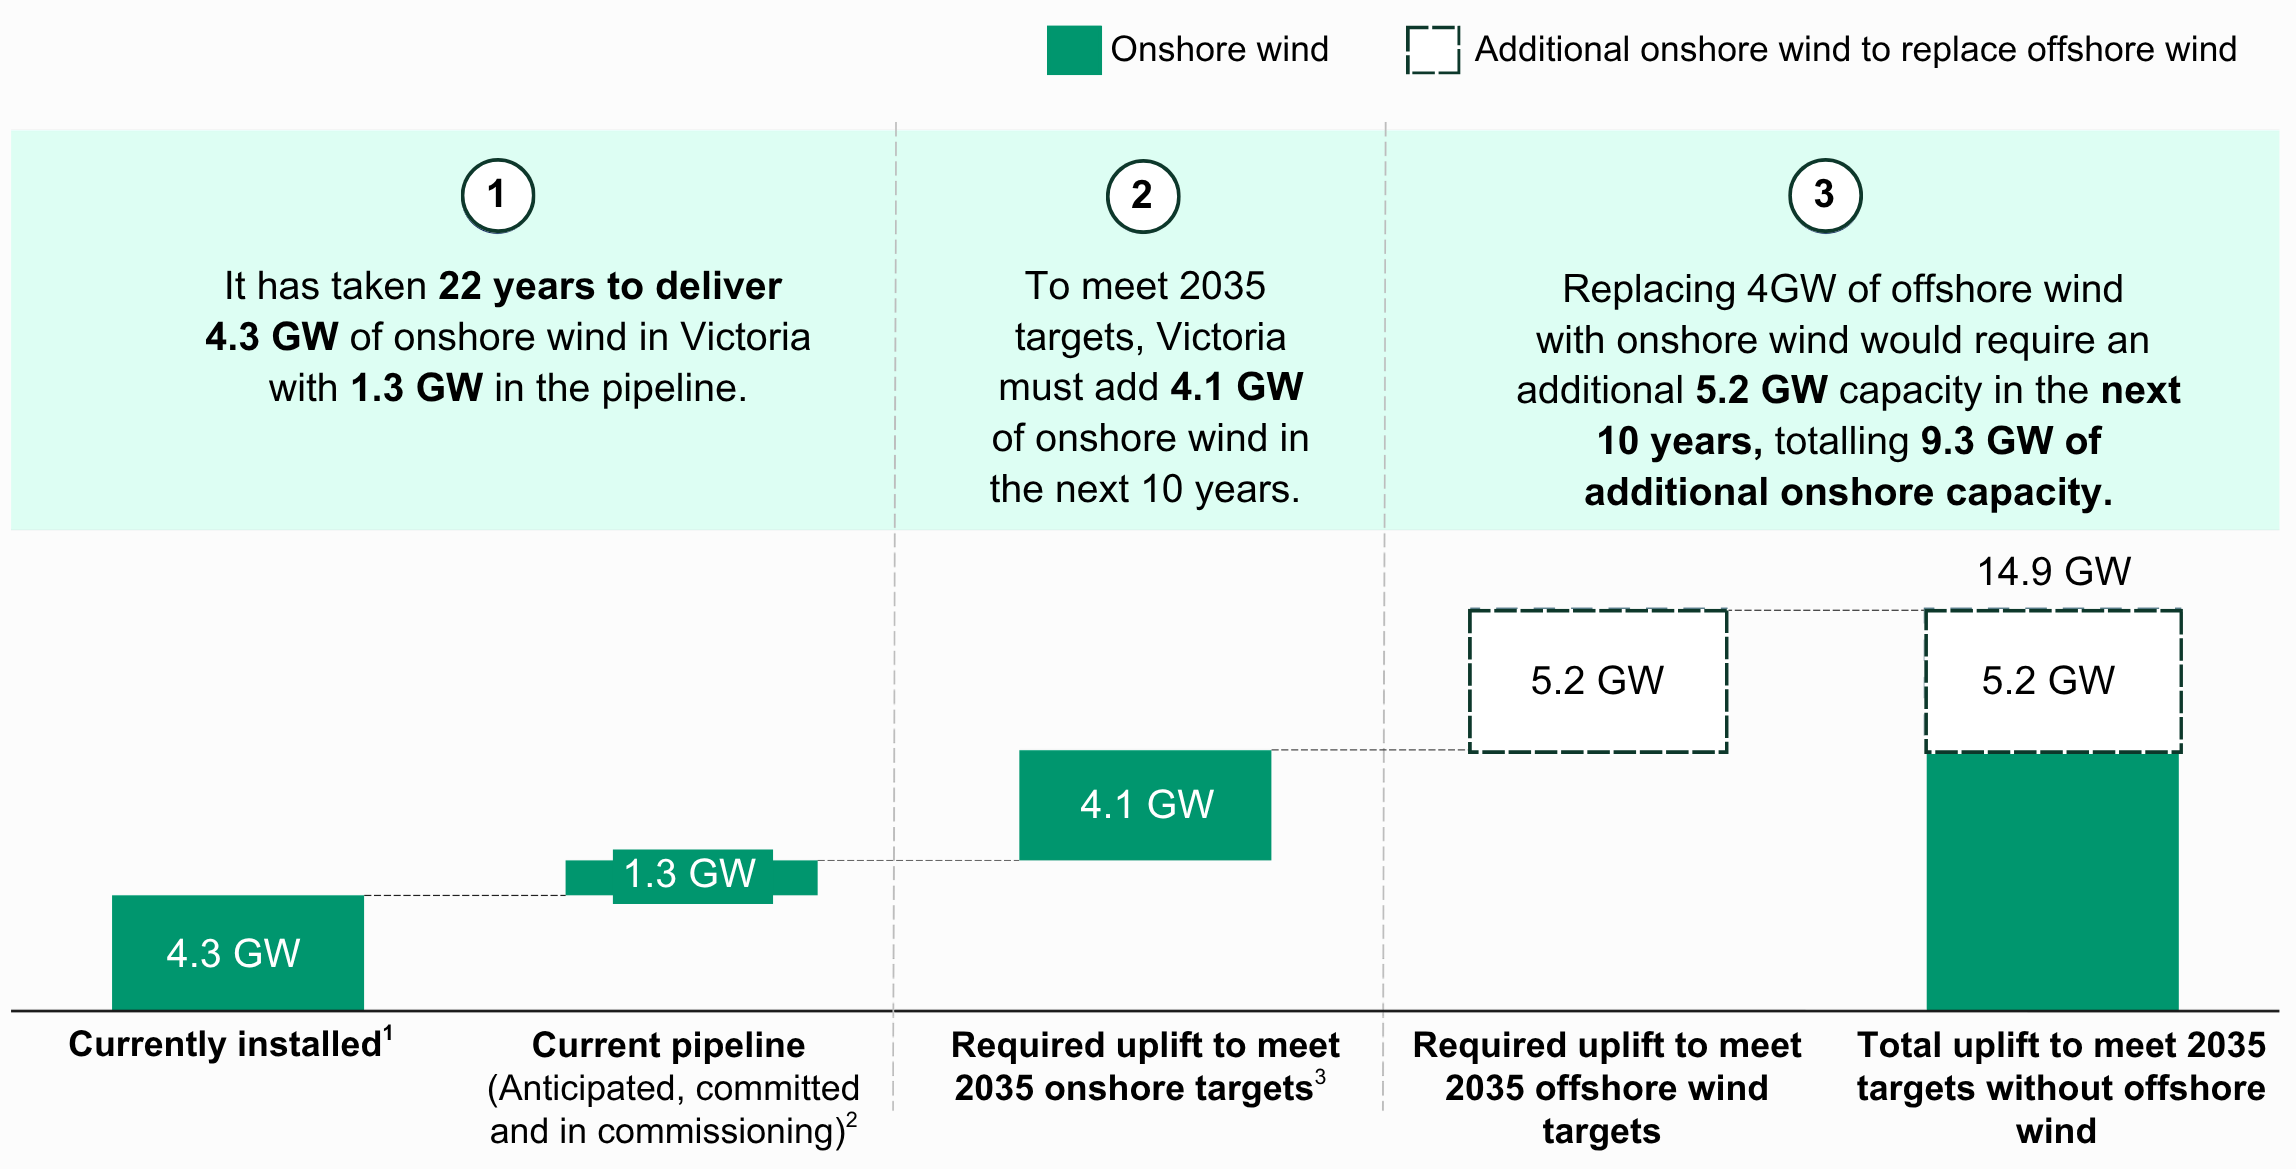 Onshore wind
Additional onshore wind to replace offshore wind
1
It has taken 22 years to deliver
4.3 GW of onshore wind in Victoria
with 1.3 GW in the pipeline.
2
To meet 2035
targets, Victoria
must add 4.1 GW
of onshore wind in
the next 10 years.
3
Replacing 4GW of offshore wind
with onshore wind would require an
additional 5.2 GW capacity in the next
10 years, totalling 9.3 GW of
additional onshore capacity.
4.3 GW
1.3 GW
4.1 GW
5.2 GW
14.9 GW
5.2 GW
Currently installed¹
Current pipeline
(Anticipated, committed
and in commissioning)²
Required uplift to meet
2035 onshore targets³
Required uplift to meet
2035 offshore wind
targets
Total uplift to meet 2035
targets without offshore
wind